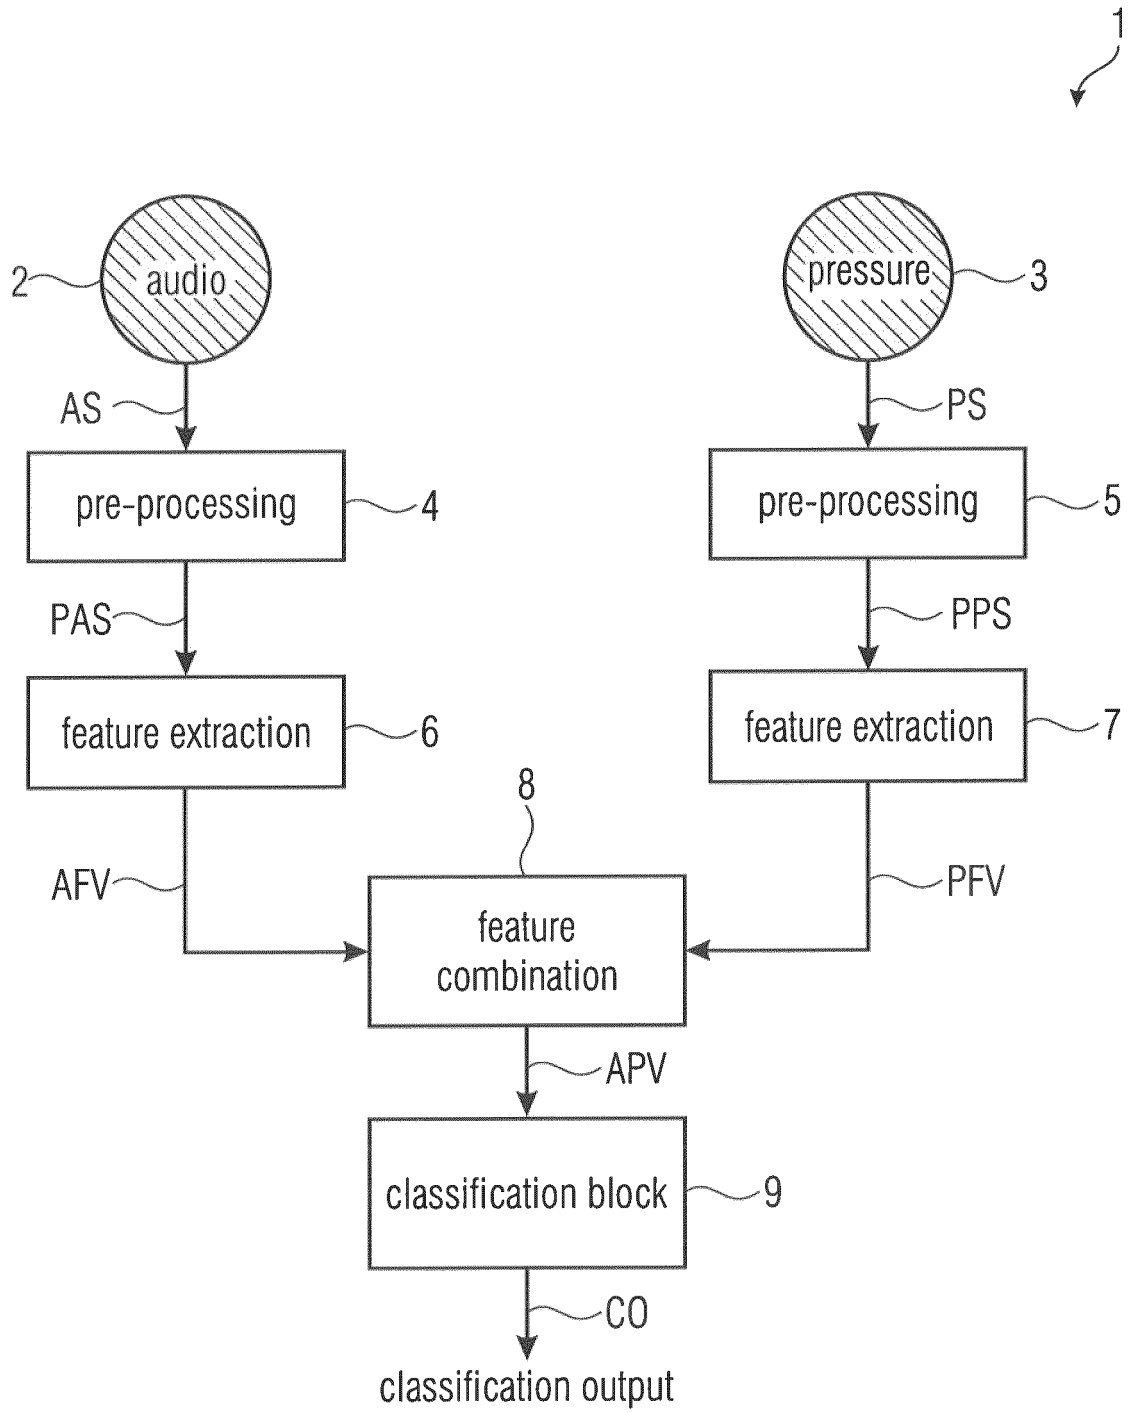 1
2
audio
pressure
3
AS
PS
pre-processing
4
pre-processing
5
PAS
PPS
feature extraction
6
feature extraction
7
8
AFV
PFV
feature
combination
APV
classification block
9
CO
classification output